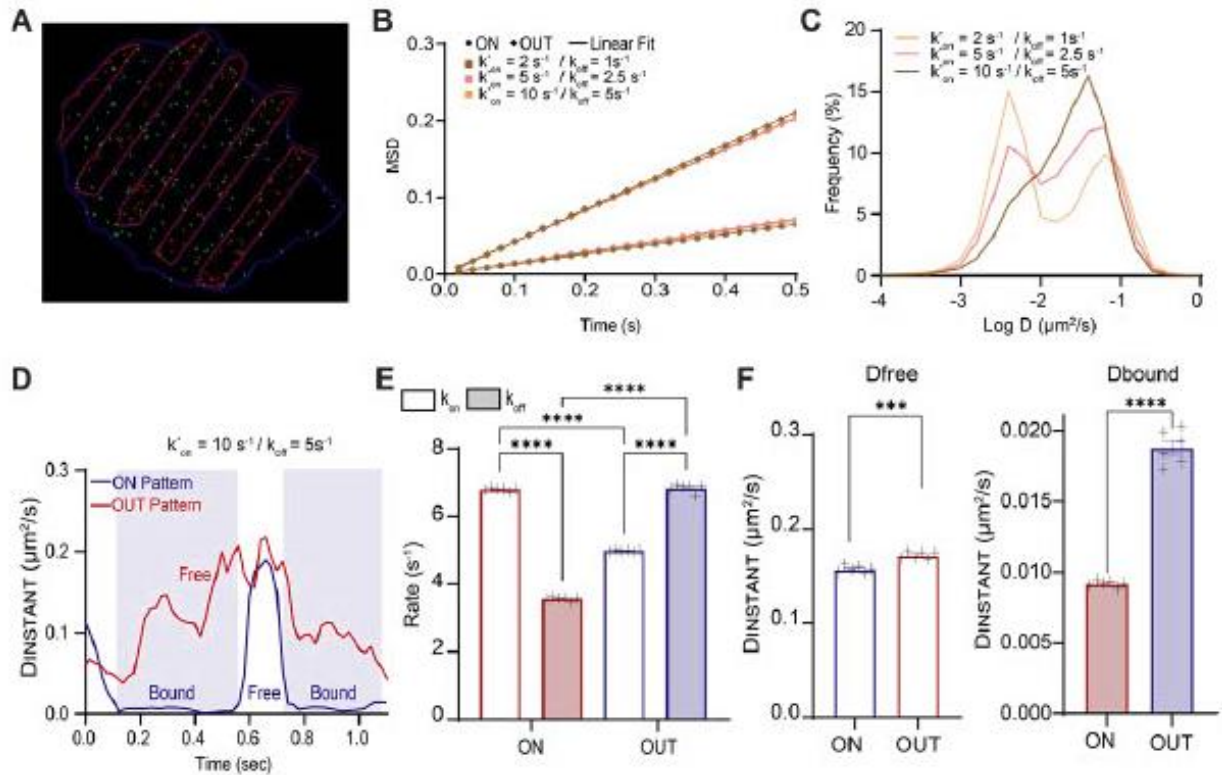 A
B
0.3
0.2
0.1
0.0
MSD
ON OUT Linear Fit
k'on = 2 s-1 / koff = 1s-1
k'on = 5 s-1 / koff = 2.5 s-1
k'on = 10 s-1 / koff = 5s-1
0.0 0.1 0.2 0.3 0.4 0.5
Time (s)
C
20
15
10
5
0
Frequency (%)
k'on = 2 s-1 / koff = 1s-1
k'on = 5 s-1 / koff = 2.5 s-1
k'on = 10 s-1 / koff = 5s-1
-4 -3 -2 -1 0
Log D (µm²/s)
D
k'on = 10 s-1 / koff = 5s-1
0.3
0.2
0.1
0.0
DINSTANT (µm²/s)
ON Pattern
OUT Pattern
Free
Bound Free Bound
0.0 0.2 0.4 0.6 0.8 1.0
Time (sec)
E
kon koff
8
6
4
2
0
Rate (s-1)
****
****
**** ****
ON OUT
F
Dfree
0.3
0.2
0.1
0.0
DINSTANT (µm²/s)
***
ON OUT
Dbound
0.020
0.015
0.010
0.005
0.000
DINSTANT (µm²/s)
****
ON OUT